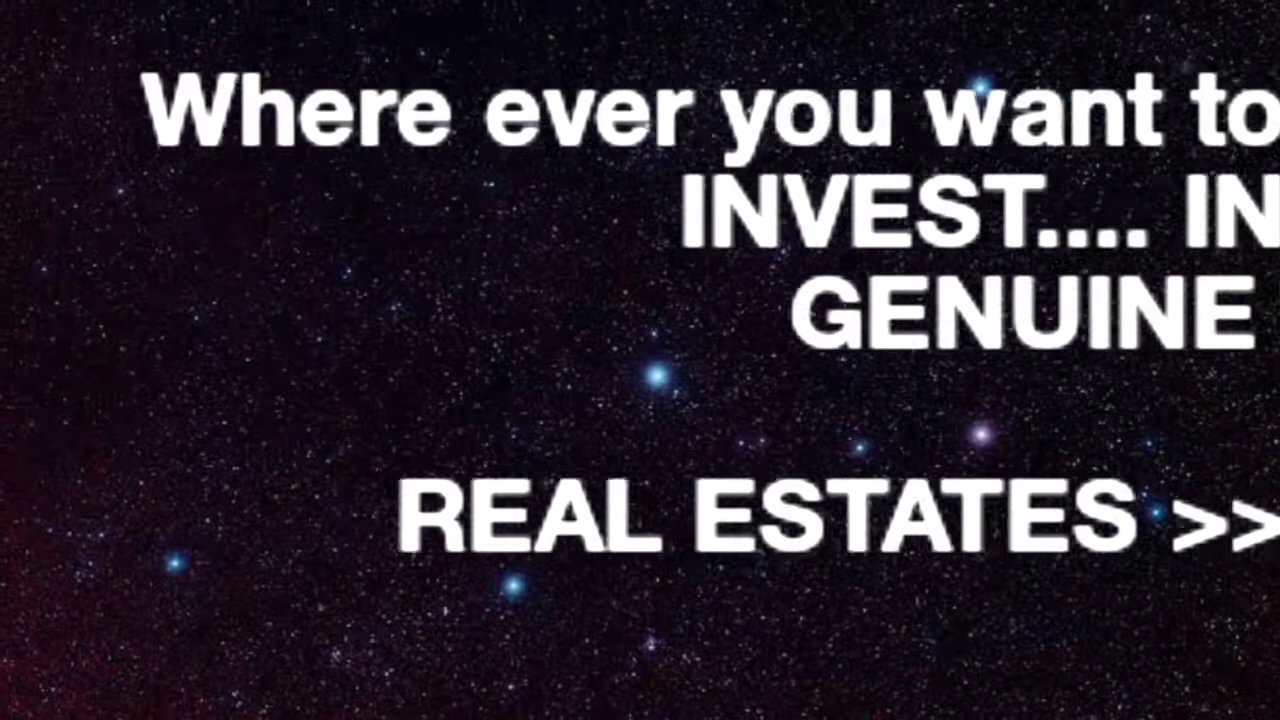 Where ever you want to
INVEST.... IN
GENUINE
REAL ESTATES >>